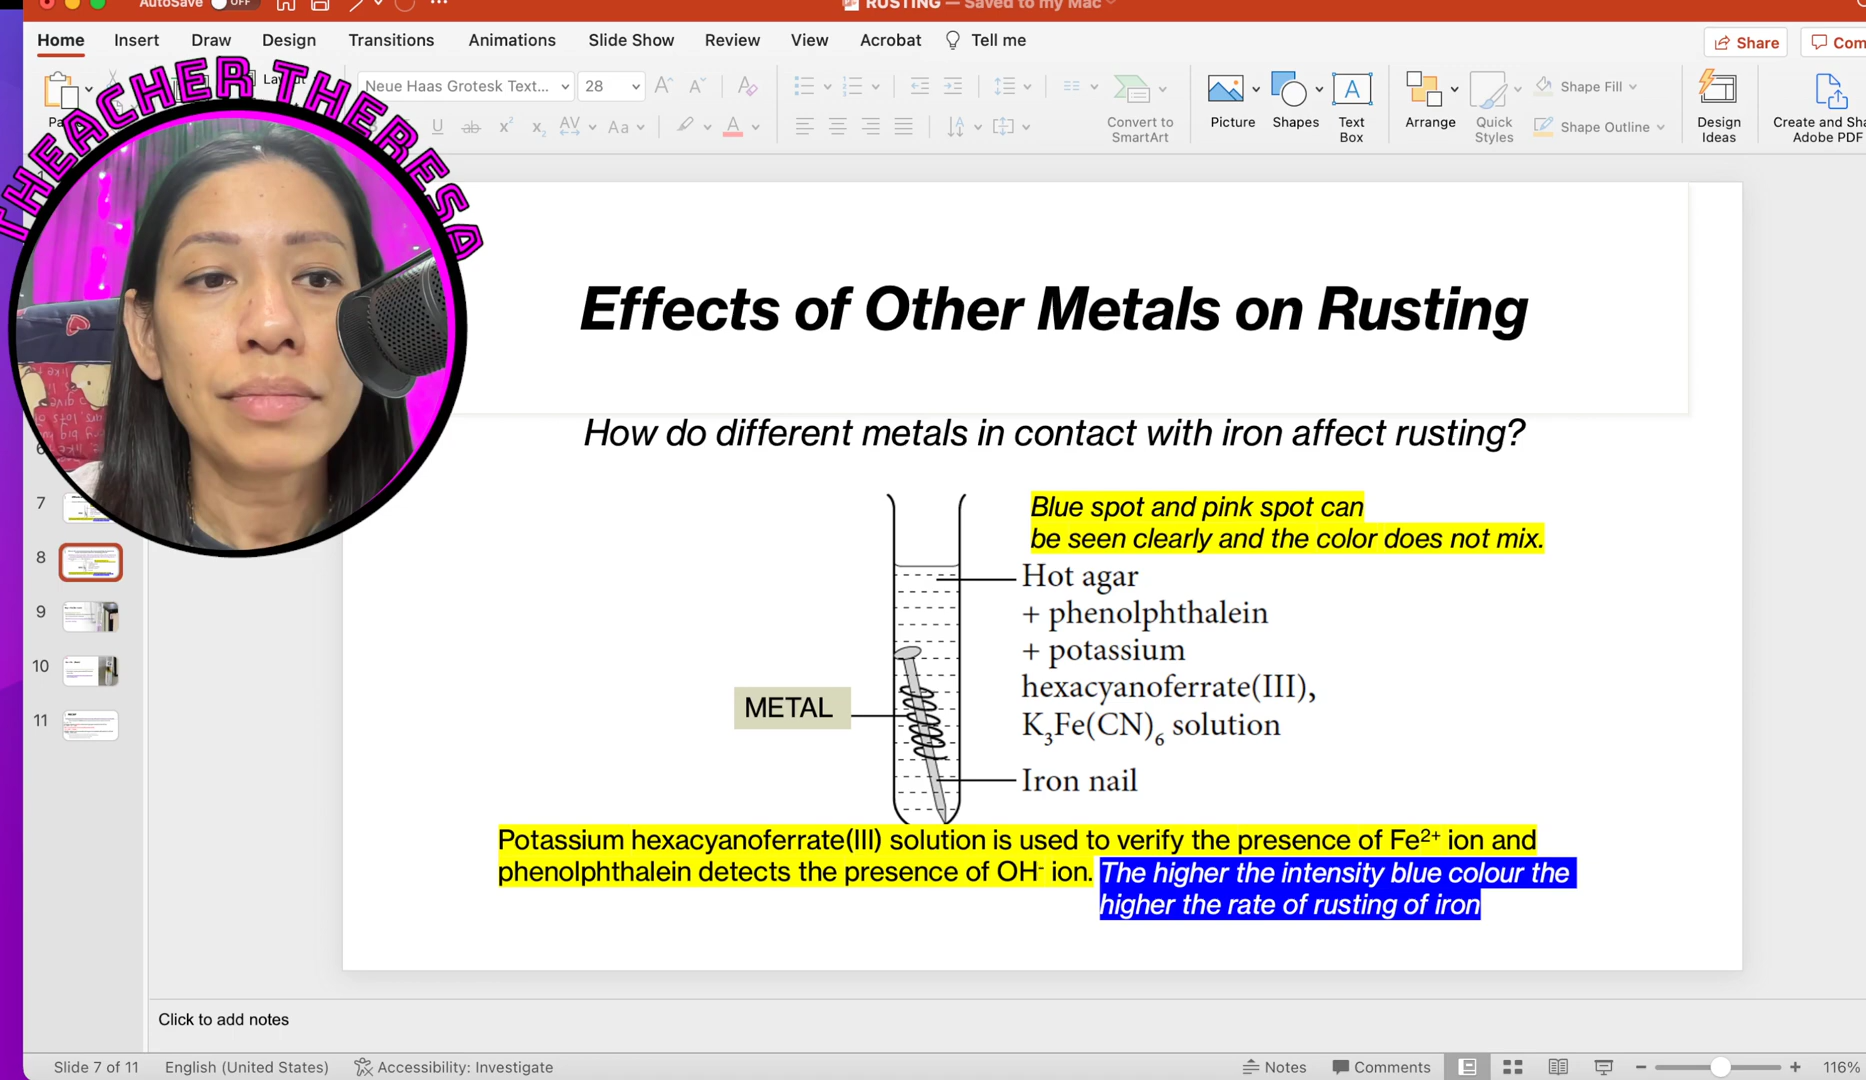 AutoSave OFF
RUSTING — Saved to my Mac
Home Insert Draw Design Transitions Animations Slide Show Review View Acrobat Tell me
Share
Com
THEACHER THERESA
Neue Haas Grotesk Text... 28
Convert to
SmartArt
Picture
Shapes
Text
Box
Arrange
Quick
Styles
Shape Fill
Shape Outline
Design
Ideas
Create and Sha
Adobe PDF
Effects of Other Metals on Rusting
How do different metals in contact with iron affect rusting?
Blue spot and pink spot can
be seen clearly and the color does not mix.
Hot agar
+ phenolphthalein
+ potassium
hexacyanoferrate(III),
K₃Fe(CN)₆ solution
METAL
Iron nail
Potassium hexacyanoferrate(III) solution is used to verify the presence of Fe²⁺ ion and
phenolphthalein detects the presence of OH⁻ ion. The higher the intensity blue colour the
higher the rate of rusting of iron
7
8
9
10
11
Click to add notes
Slide 7 of 11 English (United States) Accessibility: Investigate Notes Comments 116%